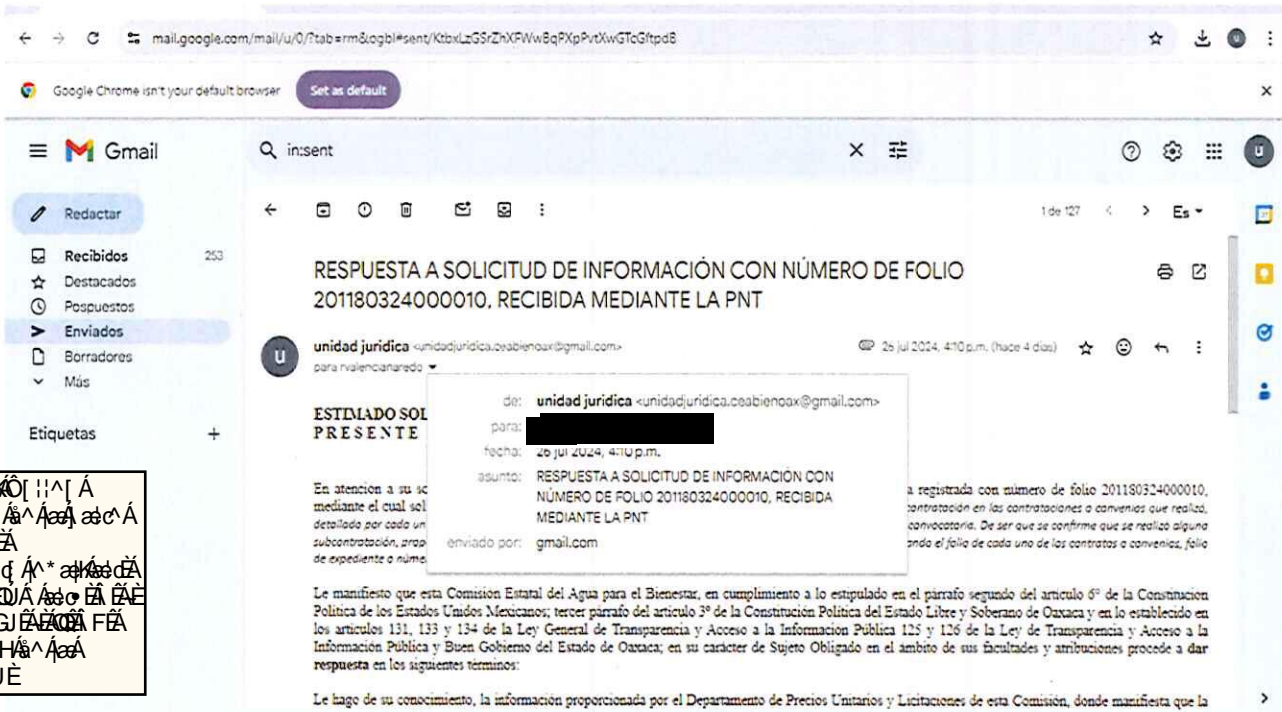 mail.google.com/mail/u/0/?tab=rm&ogbl#sent/KtbxLzGSrZhXFWwBqPXpPvtXwGTcGftpdB
Google Chrome isn't your default browser
Set as default
Gmail
in:sent
Redactar
1 de 127
Es
Recibidos 253
Destacados
Pospuestos
Enviados
Borradores
Más
Etiquetas
RESPUESTA A SOLICITUD DE INFORMACIÓN CON NÚMERO DE FOLIO
201180324000010, RECIBIDA MEDIANTE LA PNT
unidad juridica <unidadjuridica.ceabienoax@gmail.com>
26 jul 2024, 4:10 p.m. (hace 4 días)
para rvalencianaredo
de: unidad juridica <unidadjuridica.ceabienoax@gmail.com>
para:
fecha: 26 jul 2024, 4:10 p.m.
asunto: RESPUESTA A SOLICITUD DE INFORMACIÓN CON
NÚMERO DE FOLIO 201180324000010, RECIBIDA
MEDIANTE LA PNT
enviado por: gmail.com
ESTIMADO SOL
PRESENTE
En atencion a su so a registrada con número de folio 201180324000010,
mediante el cual sol contratación en las contrataciones o convenios que realizó,
detallado por cada un convocatoria. De ser que se confirme que se realizó alguna
subcontratación, prop ando el folio de cada uno de los contratos o convenios, folio
de expediente o núme
Le manifiesto que esta Comisión Estatal del Agua para el Bienestar, en cumplimiento a lo estipulado en el párrafo segundo del articulo 6° de la Constitucion
Politica de los Estados Unidos Mexicanos; tercer párrafo del articulo 3° de la Constitución Politica del Estado Libre y Soberano de Oaxaca y en lo establecido en
los articulos 131, 133 y 134 de la Ley General de Transparencia y Acceso a la Informacion Pública 125 y 126 de la Ley de Transparencia y Acceso a la
Información Pública y Buen Gobierno del Estado de Oaxaca; en su carácter de Sujeto Obligado en el ámbito de sus facultades y atribuciones procede a dar
respuesta en los siguientes términos:
Le hago de su conocimiento, la información proporcionada por el Departamento de Precios Unitarios y Licitaciones de esta Comisión, donde manifiesta que la